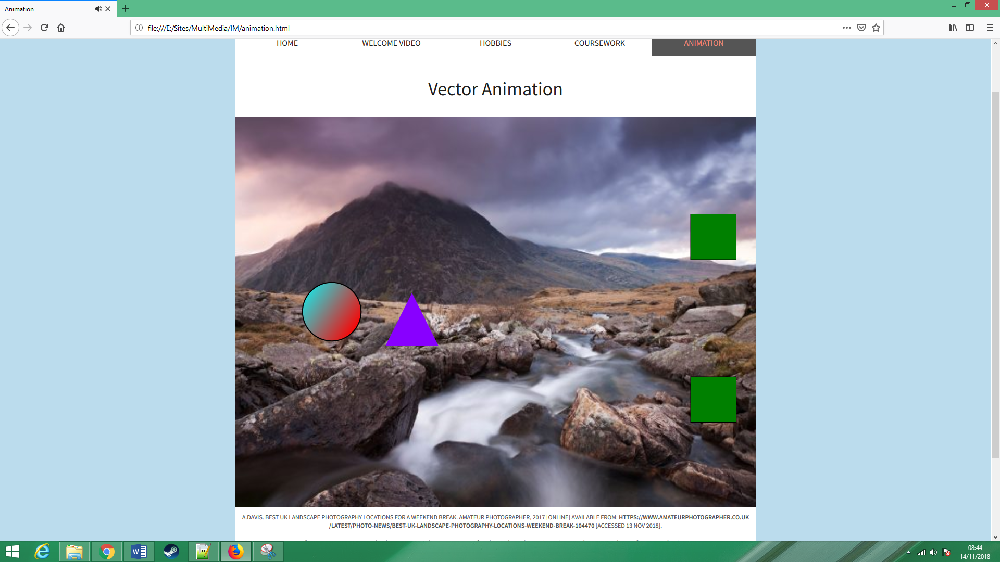 Animation
file:///E:/Sites/MultiMedia/IM/animation.html
HOME WELCOME VIDEO HOBBIES COURSEWORK ANIMATION
Vector Animation
A.DAVIS. BEST UK LANDSCAPE PHOTOGRAPHY LOCATIONS FOR A WEEKEND BREAK. AMATEUR PHOTOGRAPHER, 2017 [ONLINE] AVAILABLE FROM: HTTPS://WWW.AMATEURPHOTOGRAPHER.CO.UK
/LATEST/PHOTO-NEWS/BEST-UK-LANDSCAPE-PHOTOGRAPHY-LOCATIONS-WEEKEND-BREAK-104470 [ACCESSED 13 NOV 2018].
08:44
14/11/2018